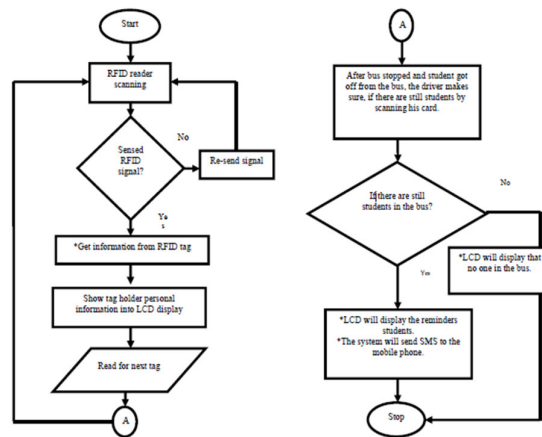 Start
RFID reader
scanning
Sensed
RFID
signal?
No
Re-send signal
Ye
s
*Get information from RFID tag
Show tag holder personal
information into LCD display
Read for next tag
A
A
After bus stopped and student got
off from the bus, the driver makes
sure, if there are still students by
scanning his card.
If there are still
students in the bus?
No
*LCD will display that
no one in the bus.
Yes
*LCD will display the reminders
students.
*The system will send SMS to the
mobile phone.
Stop